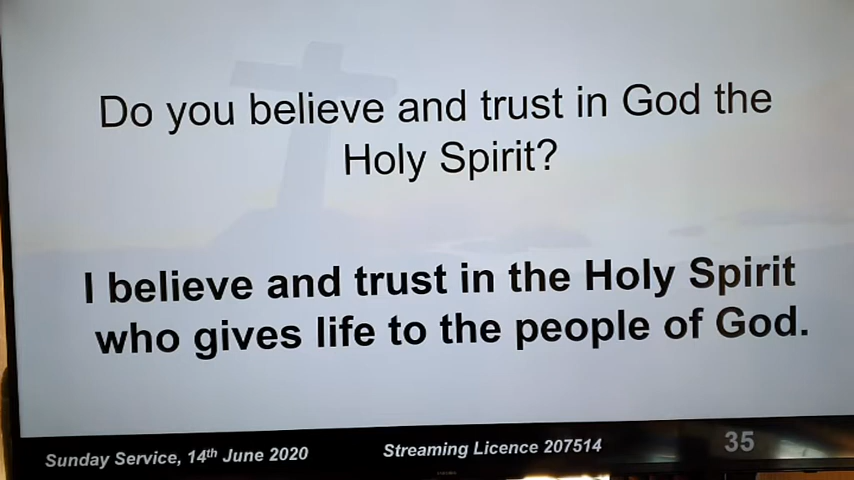 Do you believe and trust in God the
Holy Spirit?
I believe and trust in the Holy Spirit
who gives life to the people of God.
Sunday Service, 14th June 2020
Streaming Licence 207514
35